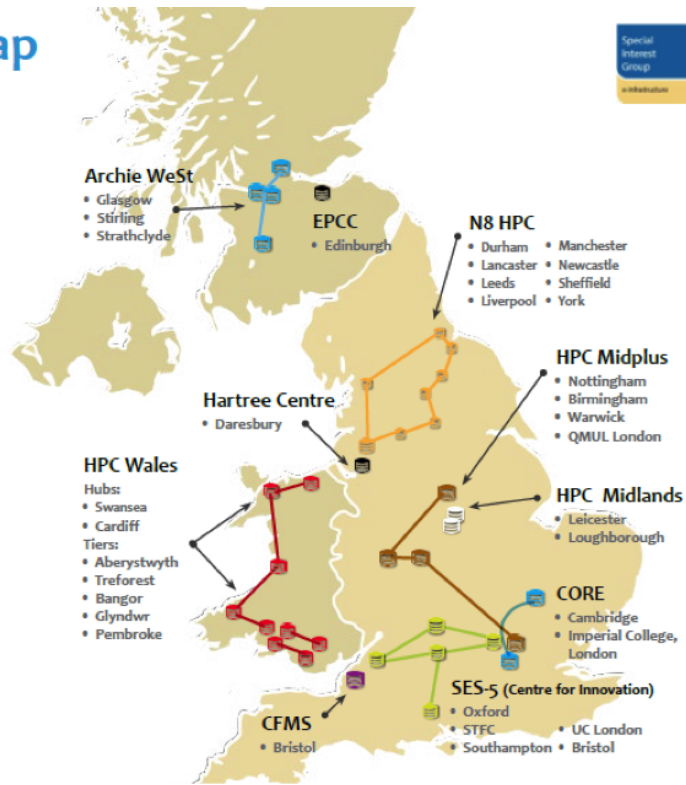 ap
Special
Interest
Group
e-infrastructure
Archie WeSt
• Glasgow
• Stirling
• Strathclyde
EPCC
• Edinburgh
N8 HPC
• Durham • Manchester
• Lancaster • Newcastle
• Leeds • Sheffield
• Liverpool • York
HPC Midplus
• Nottingham
• Birmingham
• Warwick
• QMUL London
Hartree Centre
• Daresbury
HPC Wales
Hubs:
• Swansea
• Cardiff
Tiers:
• Aberystwyth
• Treforest
• Bangor
• Glyndwr
• Pembroke
HPC Midlands
• Leicester
• Loughborough
CORE
• Cambridge
• Imperial College,
London
SES-5 (Centre for Innovation)
• Oxford
• STFC • UC London
• Southampton • Bristol
CFMS
• Bristol